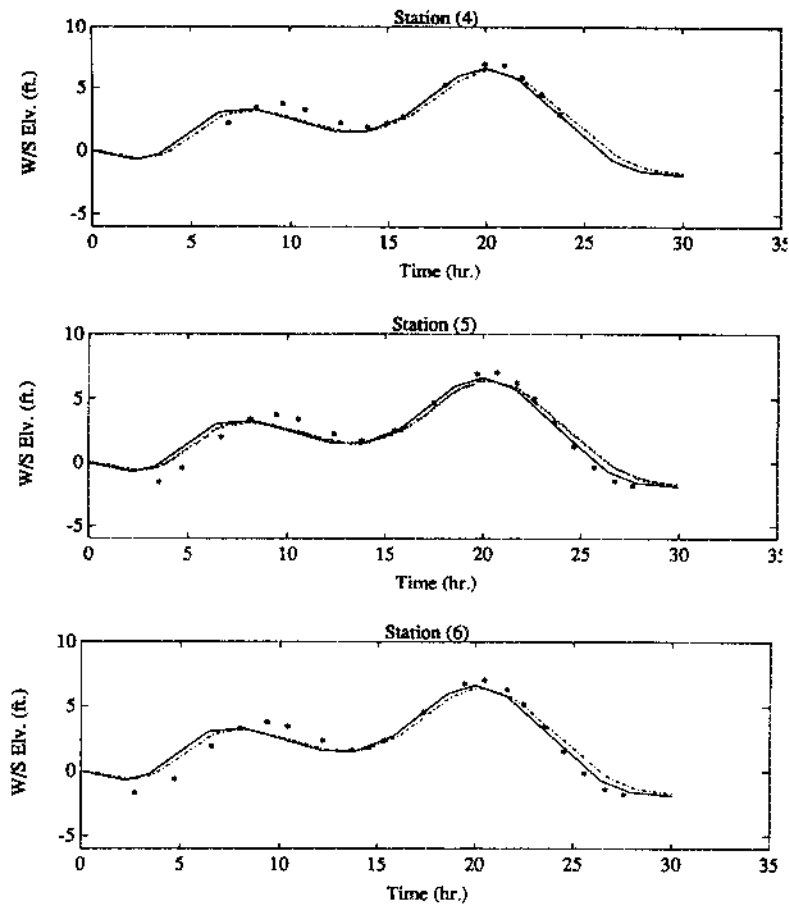 Station (4)
10
5
0
-5
W/S Elv. (ft.)
0 5 10 15 20 25 30 35
Time (hr.)
Station (5)
10
5
0
-5
W/S Elv. (ft.)
0 5 10 15 20 25 30 35
Time (hr.)
Station (6)
10
5
0
-5
W/S Elv. (ft.)
0 5 10 15 20 25 30 35
Time (hr.)